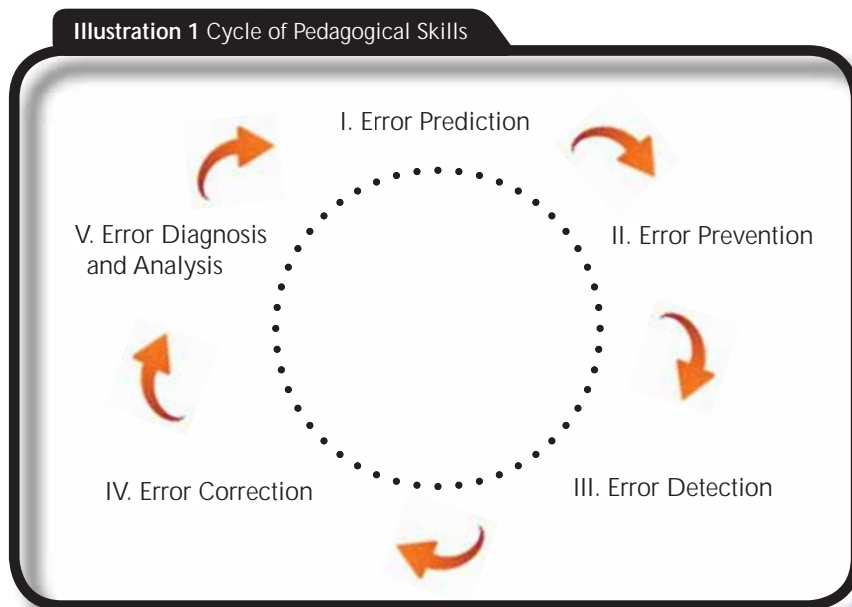 Illustration 1 Cycle of Pedagogical Skills
I. Error Prediction
II. Error Prevention
III. Error Detection
IV. Error Correction
V. Error Diagnosis
and Analysis